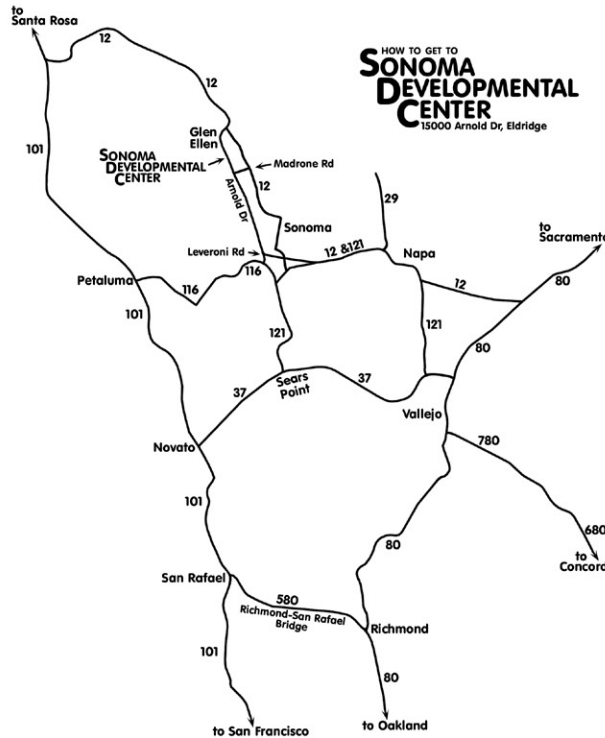 to
Santa Rosa
12
HOW TO GET TO
SONOMA
DEVELOPMENTAL
CENTER
15000 Arnold Dr, Eldridge
12
Glen
Ellen
101
SONOMA
DEVELOPMENTAL
CENTER
Madrone Rd
12
Arnold Dr
29
Sonoma
to
Sacramento
12 &121
Leveroni Rd
Napa
116
Petaluma
116
12
80
101
121
121
80
Sears
Point
37
37
Vallejo
Novato
780
101
680
80
to
Concord
San Rafael
580
Richmond-San Rafael
Bridge
Richmond
101
80
to San Francisco
to Oakland